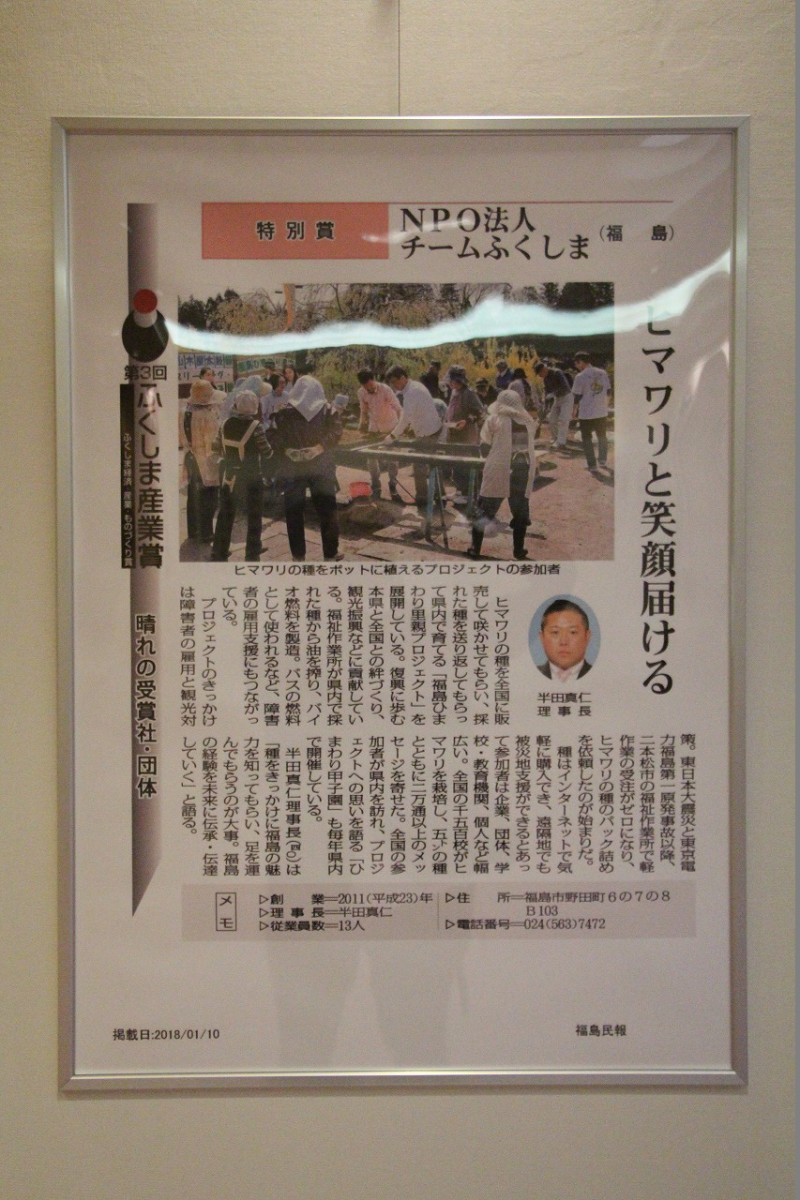 特別賞
NPO法人
チームふくしま
(福 島)
ヒマワリと笑顔届ける
第3回
ふくしま産業賞
ふくしま経済 産業 ものづくり賞
晴れの受賞社・団体
ヒマワリの種をポットに植えるプロジェクトの参加者
半田真仁
理 事 長
ヒマワリの種を全国に販
売して咲かせてもらい、採
れた種を送り返してもらっ
て県内で育てる「福島ひま
わり里親プロジェクト」を
展開している。復興に歩む
本県と全国との絆づくり、
観光振興などに貢献してい
る。福祉作業所が県内で採
れた種から油を搾り、バイ
オ燃料を製造。バスの燃料
として使われるなど、障害
者の雇用支援にもつながっ
ている。
プロジェクトのきっかけ
は障害者の雇用と観光対
策。東日本大震災と東京電
力福島第一原発事故以降、
二本松市の福祉作業所で軽
作業の受注がゼロになり、
ヒマワリの種のパック詰め
を依頼したのが始まりだ。
種はインターネットで気
軽に購入でき、遠隔地でも
被災地支援ができるとあっ
て参加者は企業、団体、学
校・教育機関、個人など幅
広い。全国の千五百校がヒ
マワリを栽培し、五㌧の種
とともに二万通以上のメッ
セージを寄せた。全国の参
加者が県内を訪れ、プロジ
ェクトへの思いを語る「ひ
まわり甲子園」も毎年県内
で開催している。
半田真仁理事長は
「種をきっかけに福島の魅
力を知ってもらい、足を運
んでもらうのが大事。福島
の経験を未来に伝承・伝達
していく」と語る。
メモ
▷創 業=2011(平成23)年
▷理 事 長=半田真仁
▷従業員数=13人
▷住 所=福島市野田町6の7の8
B103
▷電話番号=024(563)7472
掲載日:2018/01/10
福島民報